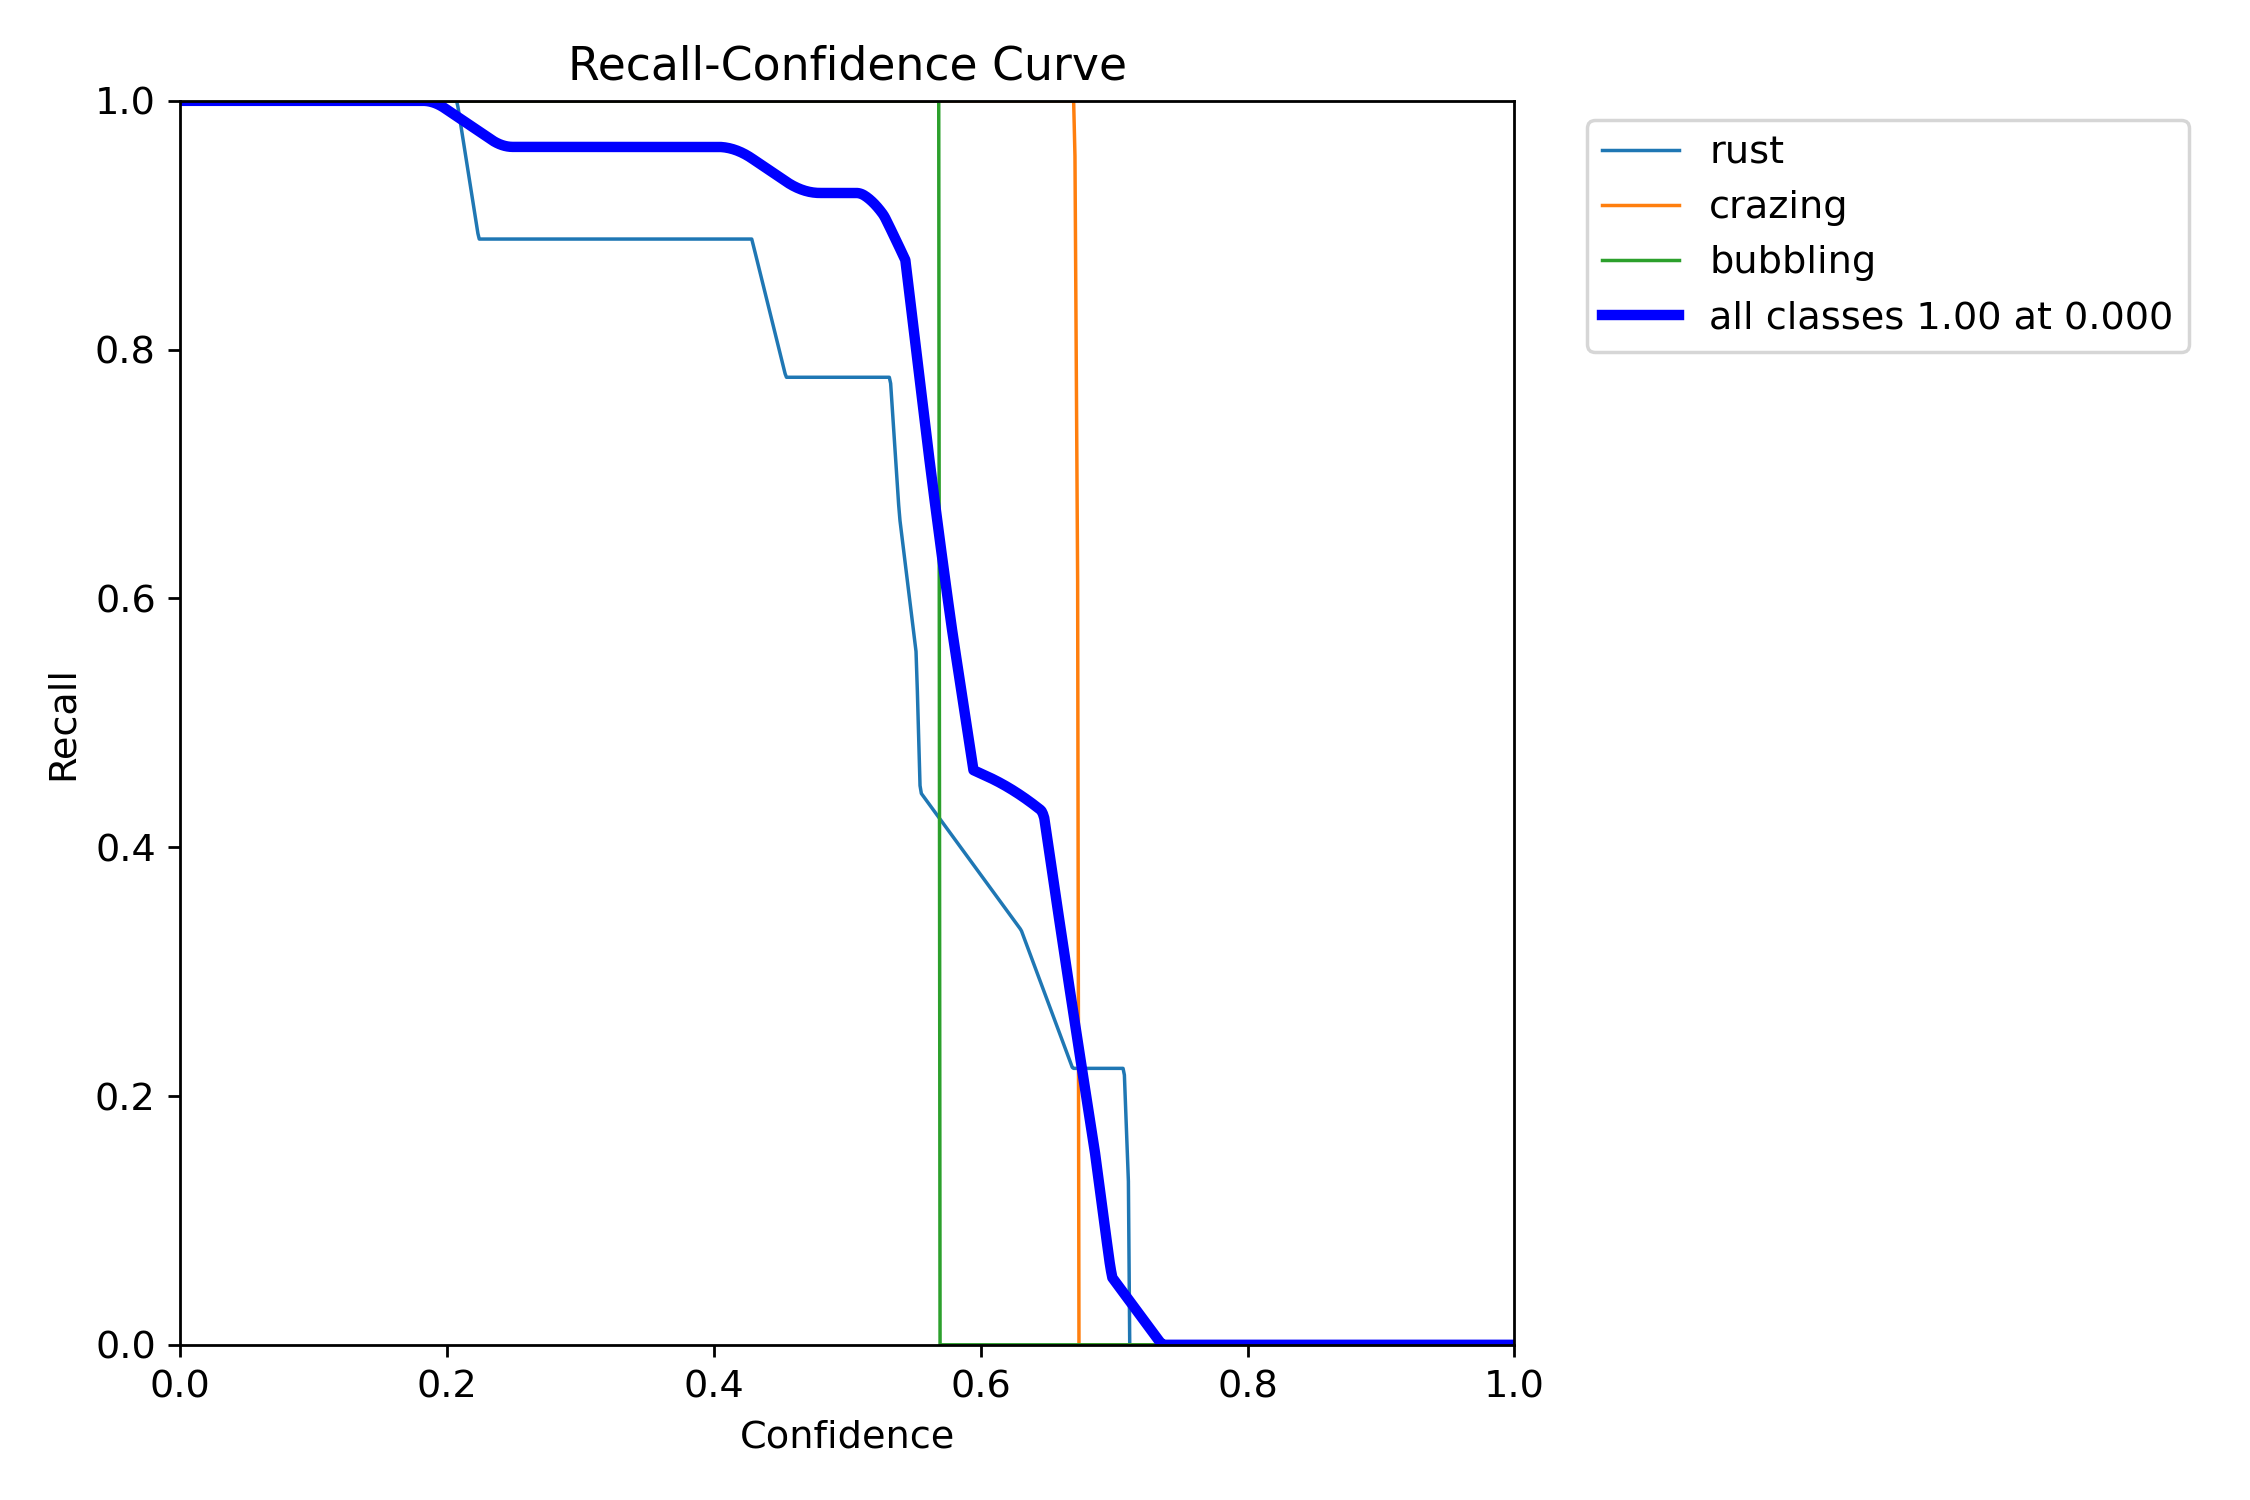 Recall-Confidence Curve
1.0
0.8
0.6
0.4
0.2
0.0
Recall
0.0 0.2 0.4 0.6 0.8 1.0
Confidence
rust
crazing
bubbling
all classes 1.00 at 0.000